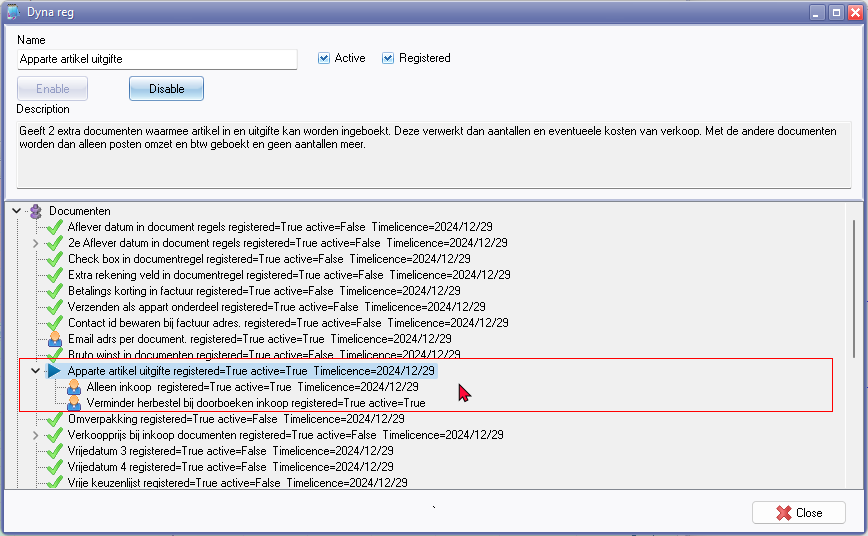 Dyna reg
Name
Apparte artikel uitgifte
Active
Registered
Enable
Disable
Description
Geeft 2 extra documenten waarmee artikel in en uitgifte kan worden ingeboekt. Deze verwerkt dan aantallen en eventueele kosten van verkoop. Met de andere documenten
worden dan alleen posten omzet en btw geboekt en geen aantallen meer.
Documenten
Aflever datum in document regels registered=True active=False Timelicence=2024/12/29
2e Aflever datum in document regels registered=True active=False Timelicence=2024/12/29
Check box in documentregel registered=True active=False Timelicence=2024/12/29
Extra rekening veld in documentregel registered=True active=False Timelicence=2024/12/29
Betalings korting in factuur registered=True active=False Timelicence=2024/12/29
Verzenden als appart onderdeel registered=True active=False Timelicence=2024/12/29
Contact id bewaren bij factuur adres. registered=True active=False Timelicence=2024/12/29
Email adrs per document. registered=True active=True Timelicence=2024/12/29
Bruto winst in documenten registered=True active=False Timelicence=2024/12/29
Apparte artikel uitgifte registered=True active=True Timelicence=2024/12/29
Alleen inkoop registered=True active=True Timelicence=2024/12/29
Verminder herbestel bij doorboeken inkoop registered=True active=True
Omverpakking registered=True active=False Timelicence=2024/12/29
Verkoopprijs bij inkoop documenten registered=True active=False Timelicence=2024/12/29
Vrijedatum 3 registered=True active=False Timelicence=2024/12/29
Vrijedatum 4 registered=True active=False Timelicence=2024/12/29
Vrije keuzenlijst registered=True active=False Timelicence=2024/12/29
Close